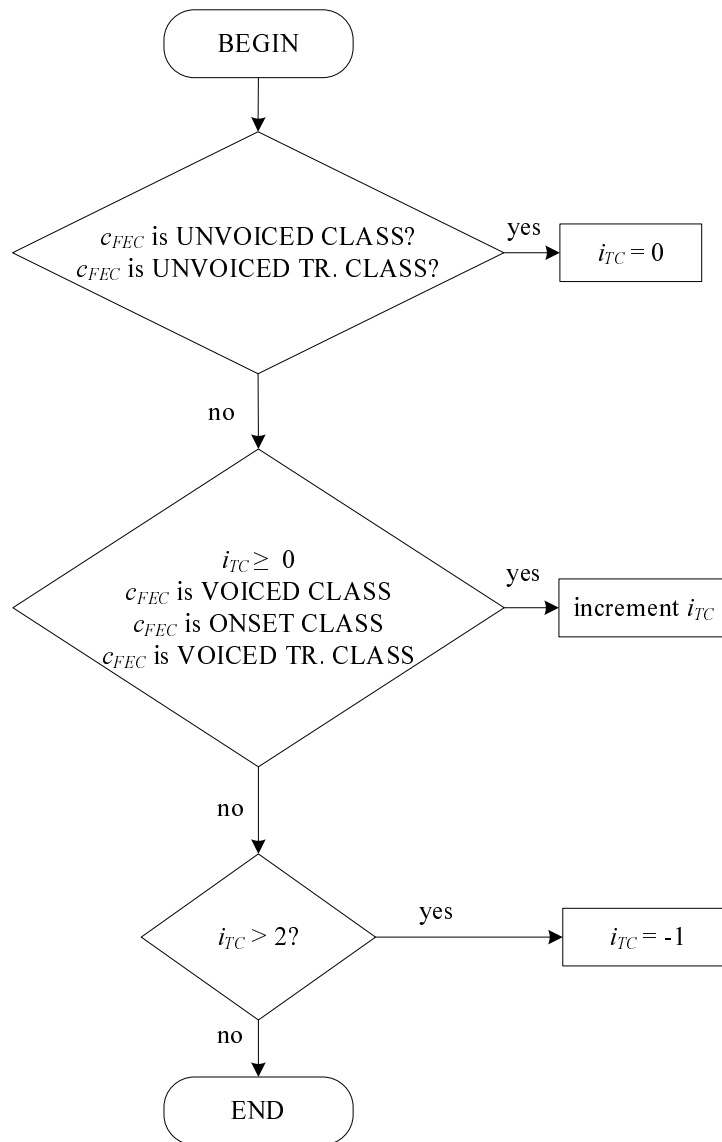 BEGIN
c_FEC is UNVOICED CLASS?
c_FEC is UNVOICED TR. CLASS?
yes
i_TC = 0
no
i_TC ≥ 0
c_FEC is VOICED CLASS
c_FEC is ONSET CLASS
c_FEC is VOICED TR. CLASS
yes
increment i_TC
no
i_TC > 2?
yes
i_TC = -1
no
END